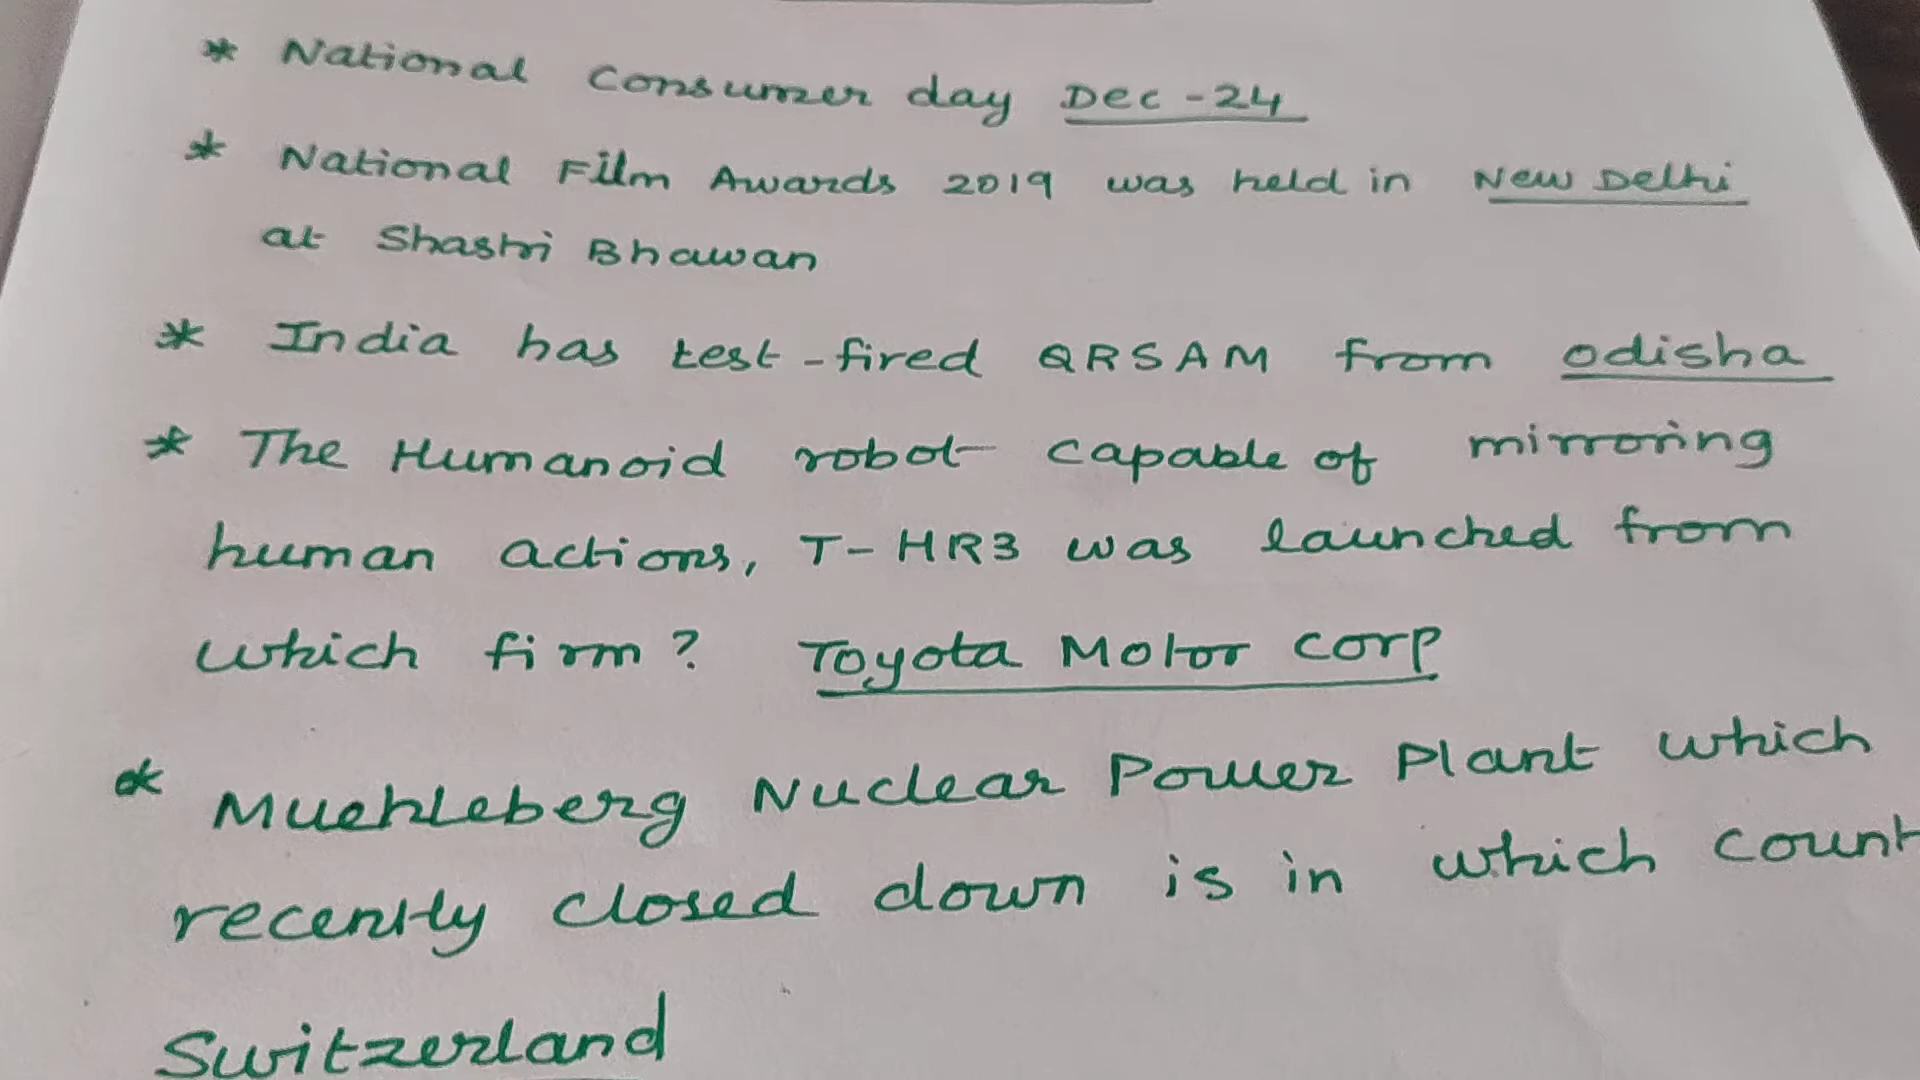 * National Consumer day Dec-24
* National Film Awards 2019 was held in New Delhi
at Shastri Bhawan
* India has test-fired QRSAM from odisha
* The Humanoid robot capable of mirroring
human actions, T-HR3 was launched from
which firm? Toyota Motor corp
* Muehleberg Nuclear Power Plant which
recently closed down is in which count
Switzerland